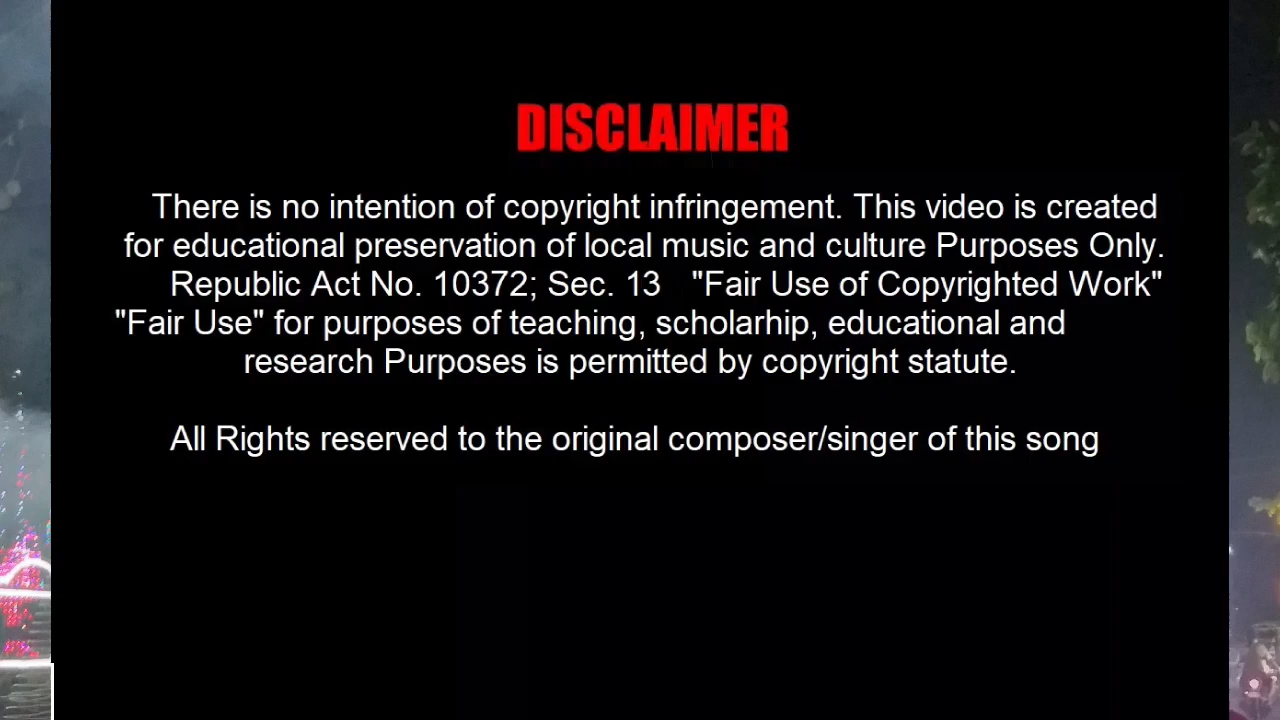 DISCLAIMER
There is no intention of copyright infringement. This video is created
for educational preservation of local music and culture Purposes Only.
Republic Act No. 10372; Sec. 13 "Fair Use of Copyrighted Work"
"Fair Use" for purposes of teaching, scholarhip, educational and
research Purposes is permitted by copyright statute.
All Rights reserved to the original composer/singer of this song